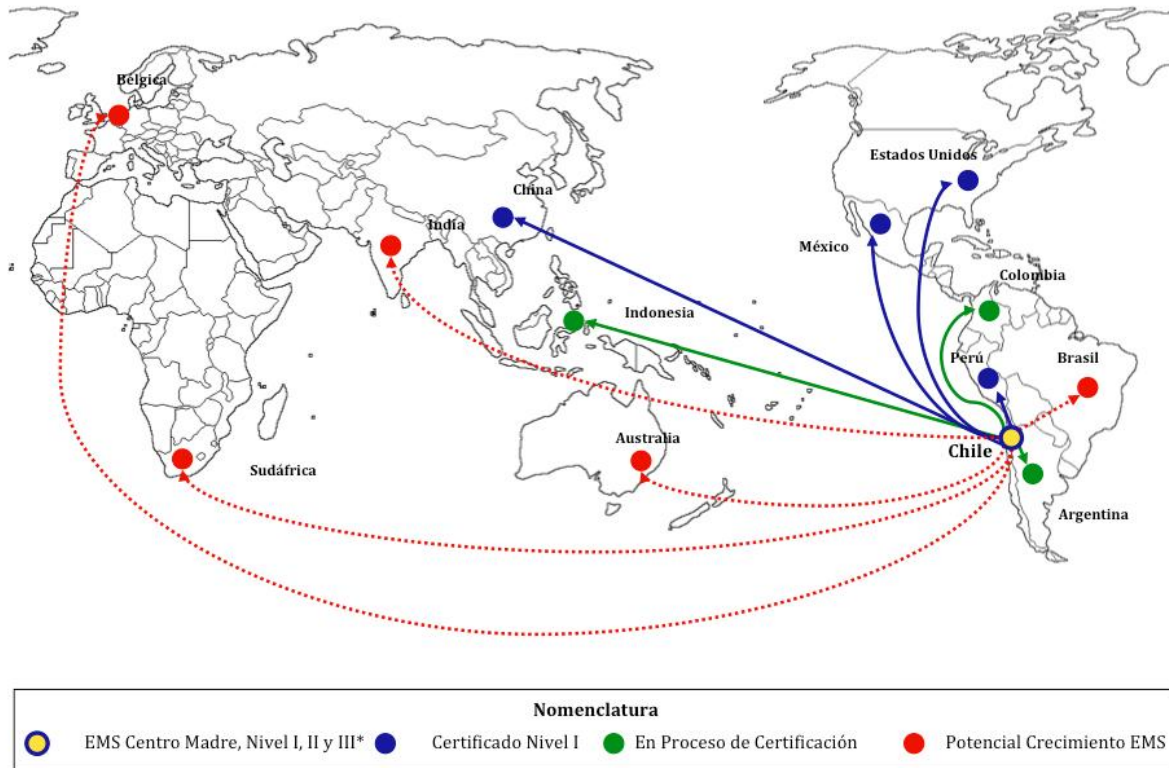 Bélgica
Estados Unidos
China
India
México
Colombia
Indonesia
Perú
Brasil
Australia
Chile
Sudáfrica
Argentina
Nomenclatura
EMS Centro Madre, Nivel I, II y III*
Certificado Nivel I
En Proceso de Certificación
Potencial Crecimiento EMS